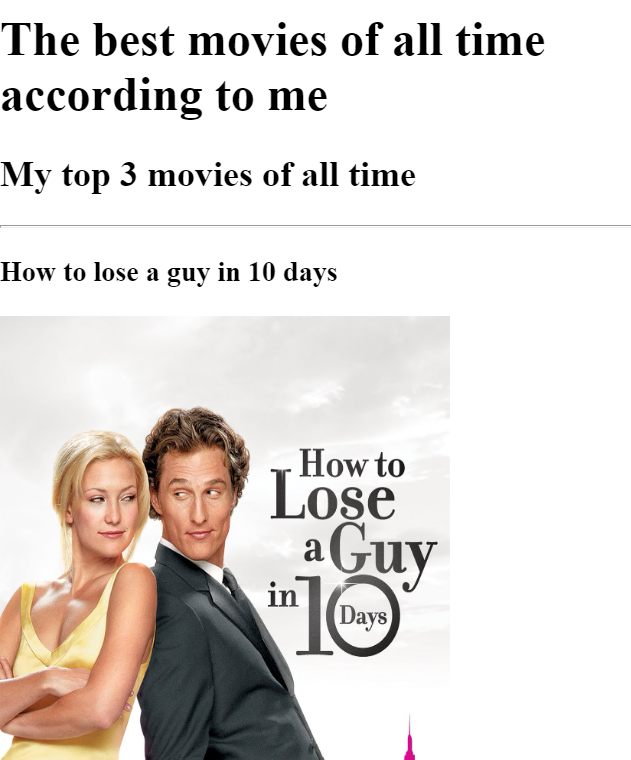 The best movies of all time
according to me
My top 3 movies of all time
How to lose a guy in 10 days
How to
Lose
a Guy
in 10 Days